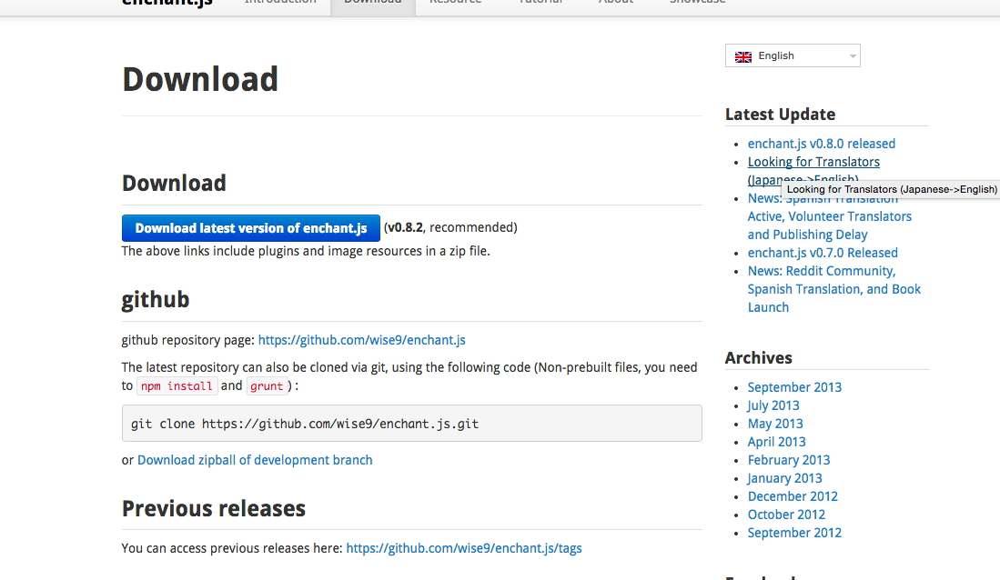 enchant.js Introduction Download Resource Tutorial About Showcase
Download
Download
Download latest version of enchant.js (v0.8.2, recommended)
The above links include plugins and image resources in a zip file.
github
github repository page: https://github.com/wise9/enchant.js
The latest repository can also be cloned via git, using the following code (Non-prebuilt files, you need
to npm install and grunt) :
git clone https://github.com/wise9/enchant.js.git
or Download zipball of development branch
Previous releases
You can access previous releases here: https://github.com/wise9/enchant.js/tags
English
Latest Update
enchant.js v0.8.0 released
Looking for Translators
(Japanese->English)
Looking for Translators (Japanese->English)
News: Spanish Translation
Active, Volunteer Translators
and Publishing Delay
enchant.js v0.7.0 Released
News: Reddit Community,
Spanish Translation, and Book
Launch
Archives
September 2013
July 2013
May 2013
April 2013
February 2013
January 2013
December 2012
October 2012
September 2012